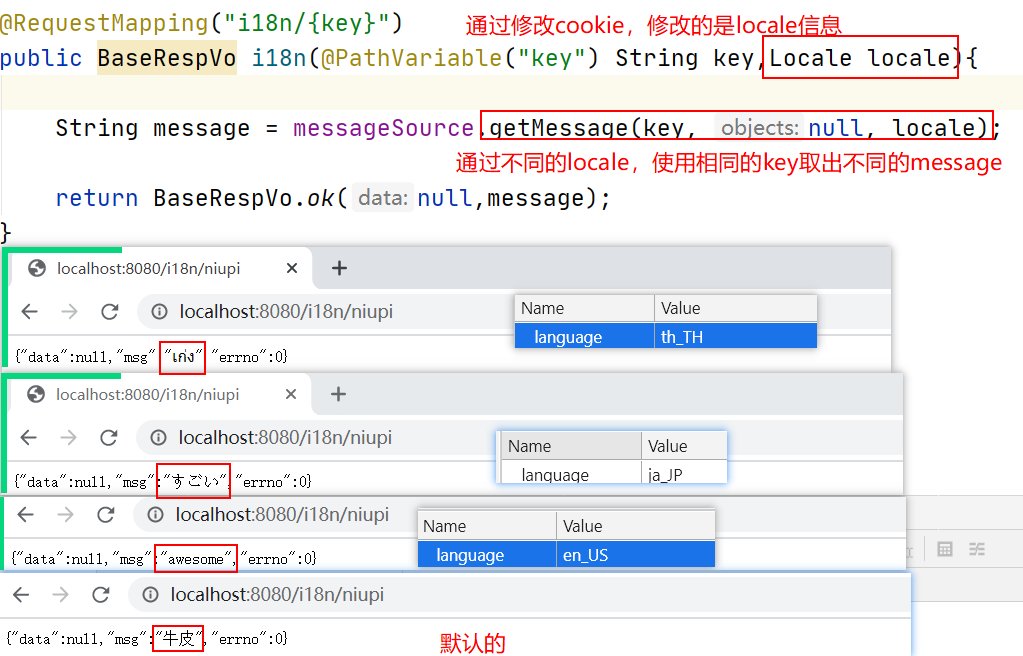 @RequestMapping("i18n/{key}")
通过修改cookie，修改的是locale信息
public BaseRespVo i18n(@PathVariable("key") String key,Locale locale){
String message = messageSource.getMessage(key, objects: null, locale);
通过不同的locale，使用相同的key取出不同的message
return BaseRespVo.ok( data: null,message);
}
localhost:8080/i18n/niupi
localhost:8080/i18n/niupi
Name Value
language th_TH
{"data":null,"msg":"เก่ง","errno":0}
localhost:8080/i18n/niupi
localhost:8080/i18n/niupi
Name Value
language ja_JP
{"data":null,"msg":"すごい","errno":0}
localhost:8080/i18n/niupi
Name Value
language en_US
{"data":null,"msg":"awesome","errno":0}
localhost:8080/i18n/niupi
{"data":null,"msg":"牛皮","errno":0}
默认的